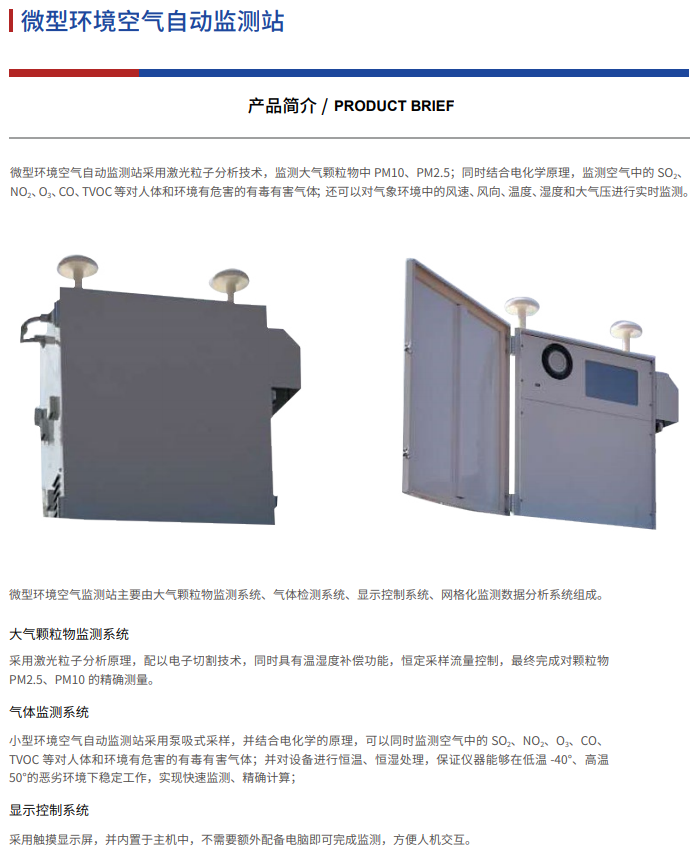 微型环境空气自动监测站
产品简介 / PRODUCT BRIEF
微型环境空气自动监测站采用激光粒子分析技术，监测大气颗粒物中 PM10、PM2.5；同时结合电化学原理，监测空气中的 SO₂、
NO₂、O₃、CO、TVOC 等对人体和环境有危害的有毒有害气体；还可以对气象环境中的风速、风向、温度、湿度和大气压进行实时监测。
微型环境空气监测站主要由大气颗粒物监测系统、气体检测系统、显示控制系统、网格化监测数据分析系统组成。
大气颗粒物监测系统
采用激光粒子分析原理，配以电子切割技术，同时具有温湿度补偿功能，恒定采样流量控制，最终完成对颗粒物
PM2.5、PM10 的精确测量。
气体监测系统
小型环境空气自动监测站采用泵吸式采样，并结合电化学的原理，可以同时监测空气中的 SO₂、NO₂、O₃、CO、
TVOC 等对人体和环境有危害的有毒有害气体；并对设备进行恒温、恒湿处理，保证仪器能够在低温 -40°、高温
50°的恶劣环境下稳定工作，实现快速监测、精确计算；
显示控制系统
采用触摸显示屏，并内置于主机中，不需要额外配备电脑即可完成监测，方便人机交互。